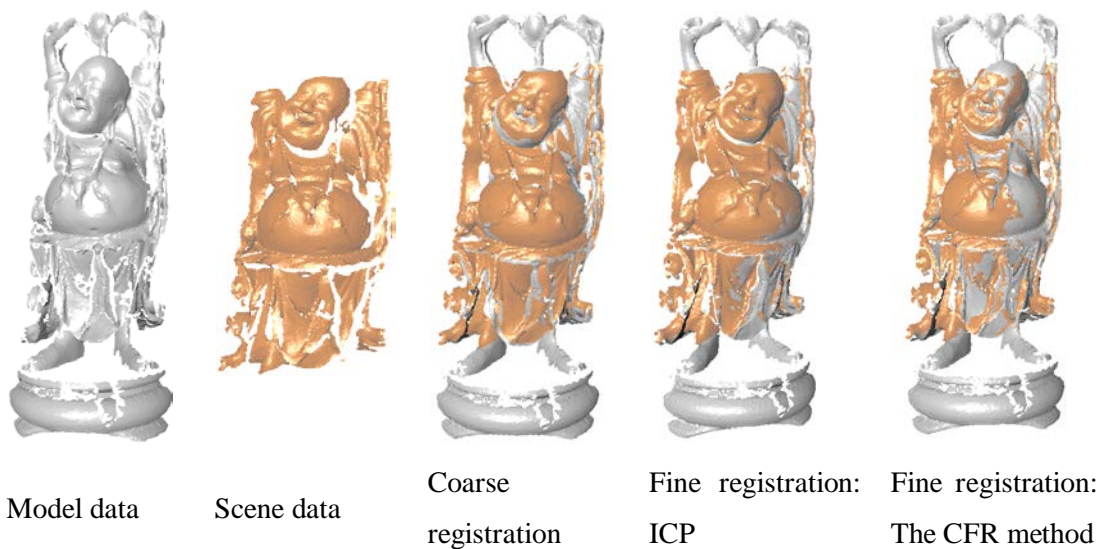 Model data
Scene data
Coarse
registration
Fine registration:
ICP
Fine registration:
The CFR method